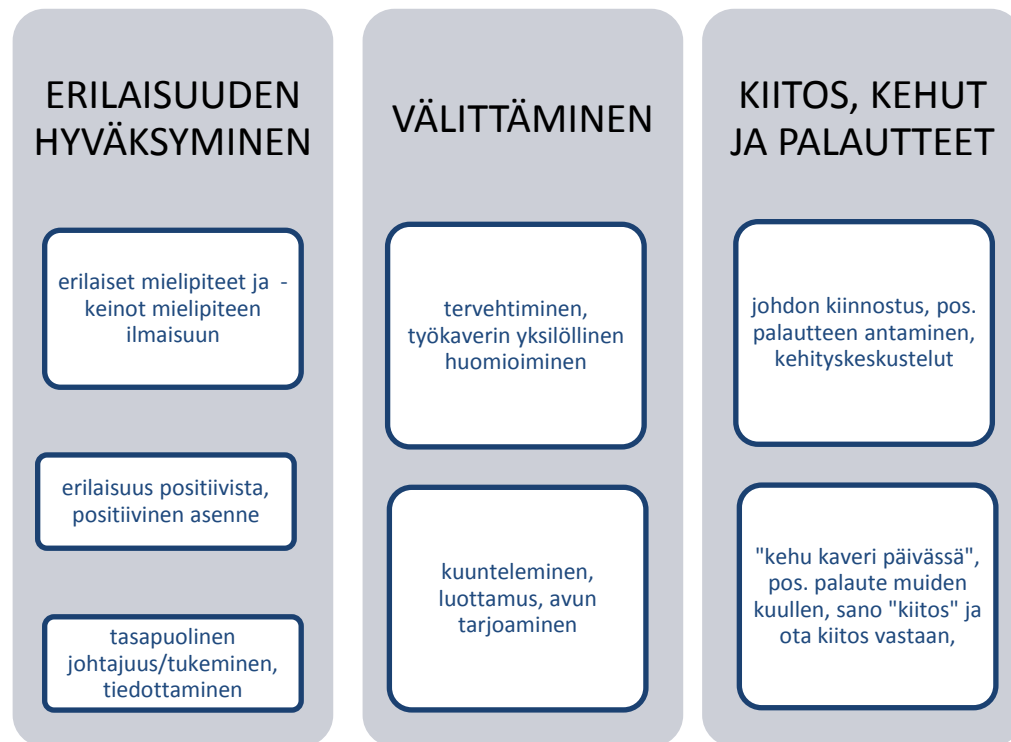 ERILAISUUDEN
HYVÄKSYMINEN
erilaiset mielipiteet ja -
keinot mielipiteen
ilmaisuun
erilaisuus positiivista,
positiivinen asenne
tasapuolinen
johtajuus/tukeminen,
tiedottaminen
VÄLITTÄMINEN
tervehtiminen,
työkaverin yksilöllinen
huomioiminen
kuunteleminen,
luottamus, avun
tarjoaminen
KIITOS, KEHUT
JA PALAUTTEET
johdon kiinnostus, pos.
palautteen antaminen,
kehityskeskustelut
"kehu kaveri päivässä",
pos. palaute muiden
kuullen, sano "kiitos" ja
ota kiitos vastaan,